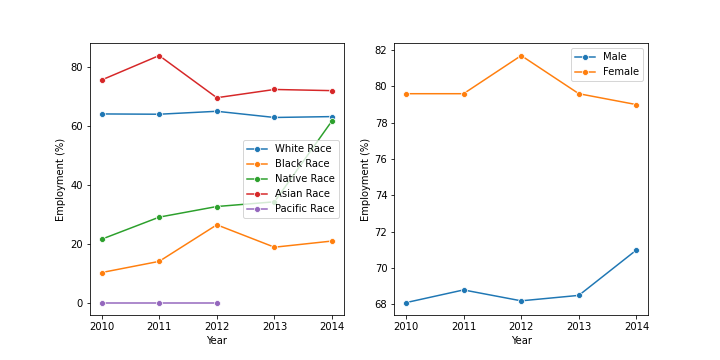 80
60
40
20
0
2010 2011 2012 2013 2014
Employment (%)
Year
White Race
Black Race
Native Race
Asian Race
Pacific Race
82
80
78
76
74
72
70
68
2010 2011 2012 2013 2014
Employment (%)
Year
Male
Female